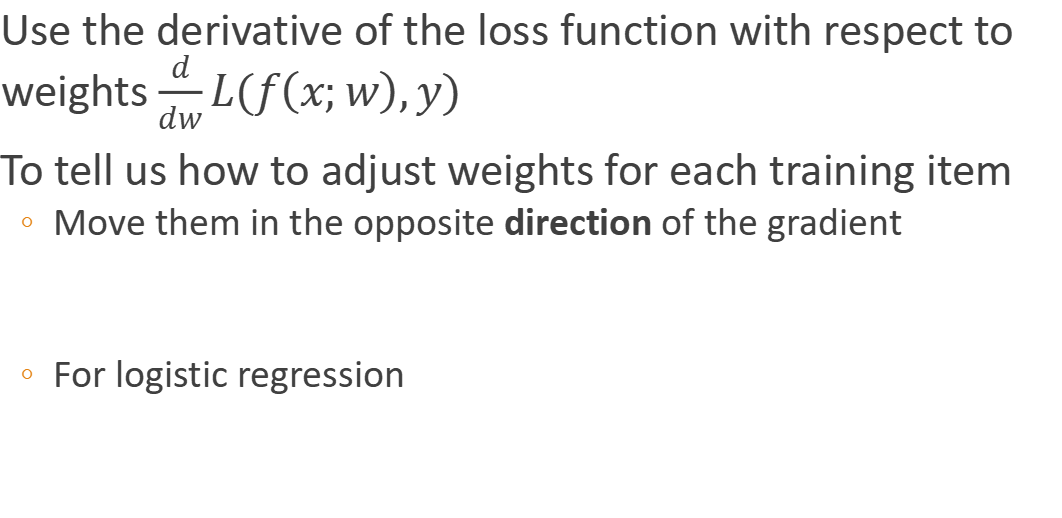 Use the derivative of the loss function with respect to
weights $\frac{d}{dw} L(f(x; w), y)$
To tell us how to adjust weights for each training item
◦ Move them in the opposite direction of the gradient
◦ For logistic regression